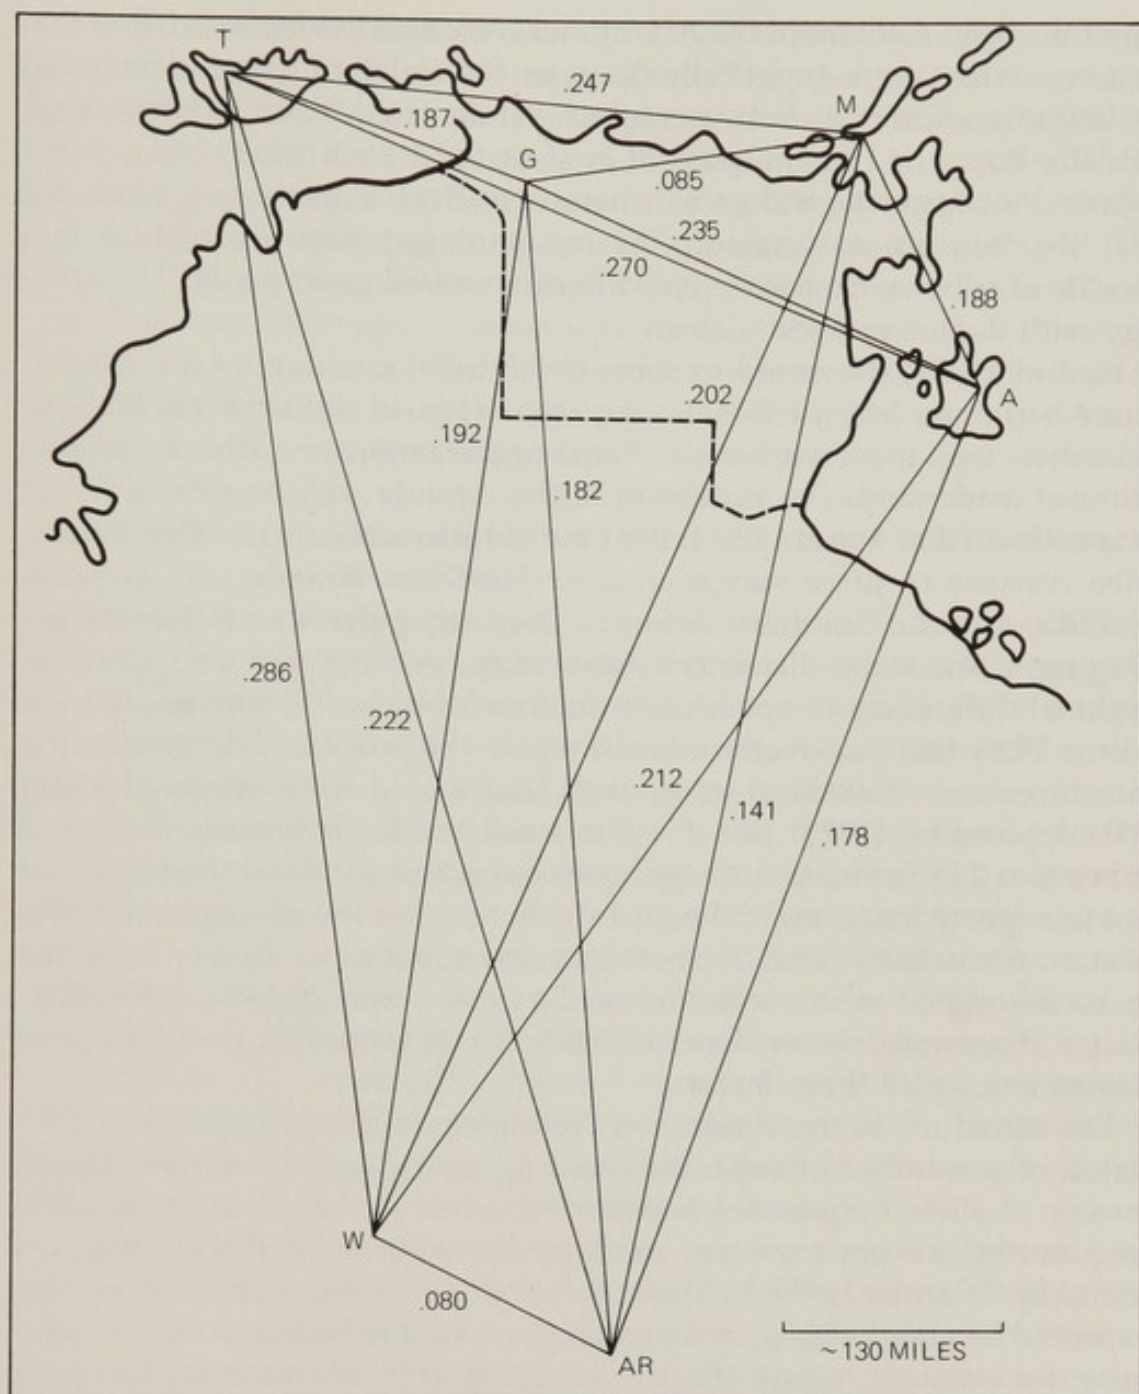 T
.247
M
.187
G
.085
.235
.270
.188
A
.202
.192
.182
.286
.222
.212
.141
.178
W
.080
~130 MILES
AR